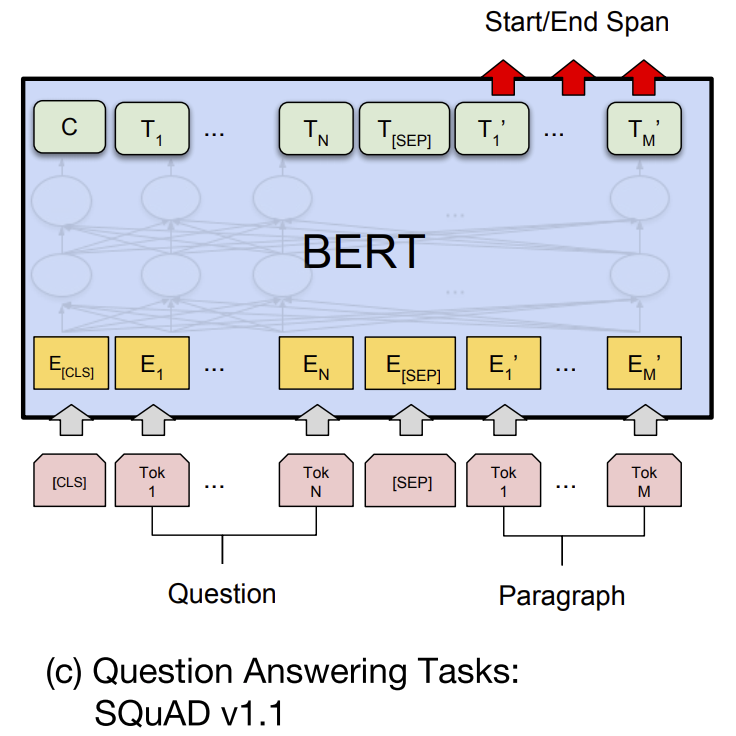 Start/End Span
C T1 ... TN T[SEP] T1’ ... TM’
...
BERT
...
E[CLS] E1 ... EN E[SEP] E1’ ... EM’
[CLS] Tok 1 ... Tok N [SEP] Tok 1 ... Tok M
Question Paragraph
(c) Question Answering Tasks:
SQuAD v1.1